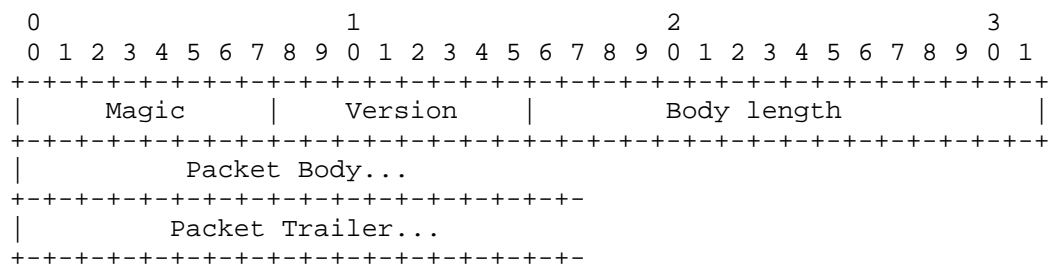 0                   1                   2                   3
 0 1 2 3 4 5 6 7 8 9 0 1 2 3 4 5 6 7 8 9 0 1 2 3 4 5 6 7 8 9 0 1
+-+-+-+-+-+-+-+-+-+-+-+-+-+-+-+-+-+-+-+-+-+-+-+-+-+-+-+-+-+-+-+-+
|     Magic     |    Version    |        Body length            |
+-+-+-+-+-+-+-+-+-+-+-+-+-+-+-+-+-+-+-+-+-+-+-+-+-+-+-+-+-+-+-+-+
|          Packet Body...
+-+-+-+-+-+-+-+-+-+-+-+-+-+-+-+-+-+-
|         Packet Trailer...
+-+-+-+-+-+-+-+-+-+-+-+-+-+-+-+-+-+-